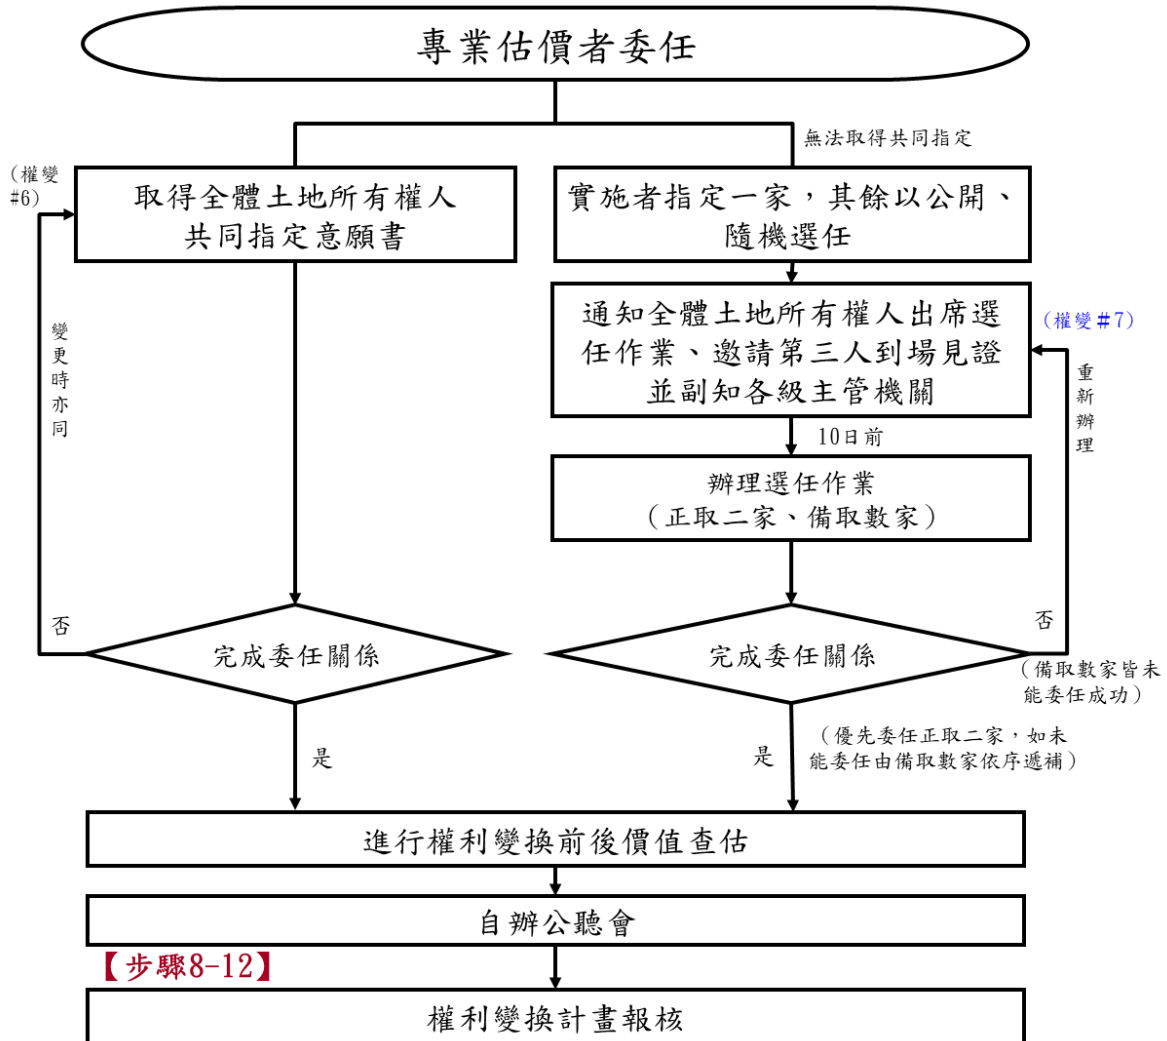 專業估價者委任
無法取得共同指定
(權變
#6)
取得全體土地所有權人
共同指定意願書
實施者指定一家，其餘以公開、
隨機選任
變
更
時
亦
同
通知全體土地所有權人出席選
任作業、邀請第三人到場見證
並副知各級主管機關
(權變#7)
重
新
辦
理
10日前
辦理選任作業
（正取二家、備取數家）
否
完成委任關係
完成委任關係
否
(備取數家皆未
能委任成功)
是
是
（優先委任正取二家，如未
能委任由備取數家依序遞補）
進行權利變換前後價值查估
自辦公聽會
【步驟8-12】
權利變換計畫報核